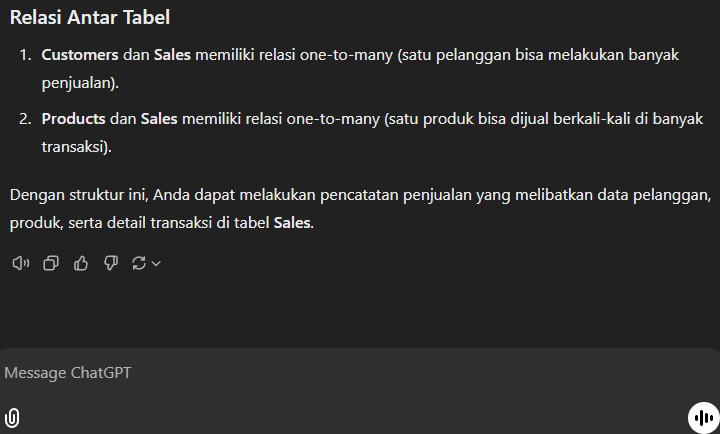 Relasi Antar Tabel
1. Customers dan Sales memiliki relasi one-to-many (satu pelanggan bisa melakukan banyak
penjualan).
2. Products dan Sales memiliki relasi one-to-many (satu produk bisa dijual berkali-kali di banyak
transaksi).
Dengan struktur ini, Anda dapat melakukan pencatatan penjualan yang melibatkan data pelanggan,
produk, serta detail transaksi di tabel Sales.
Message ChatGPT